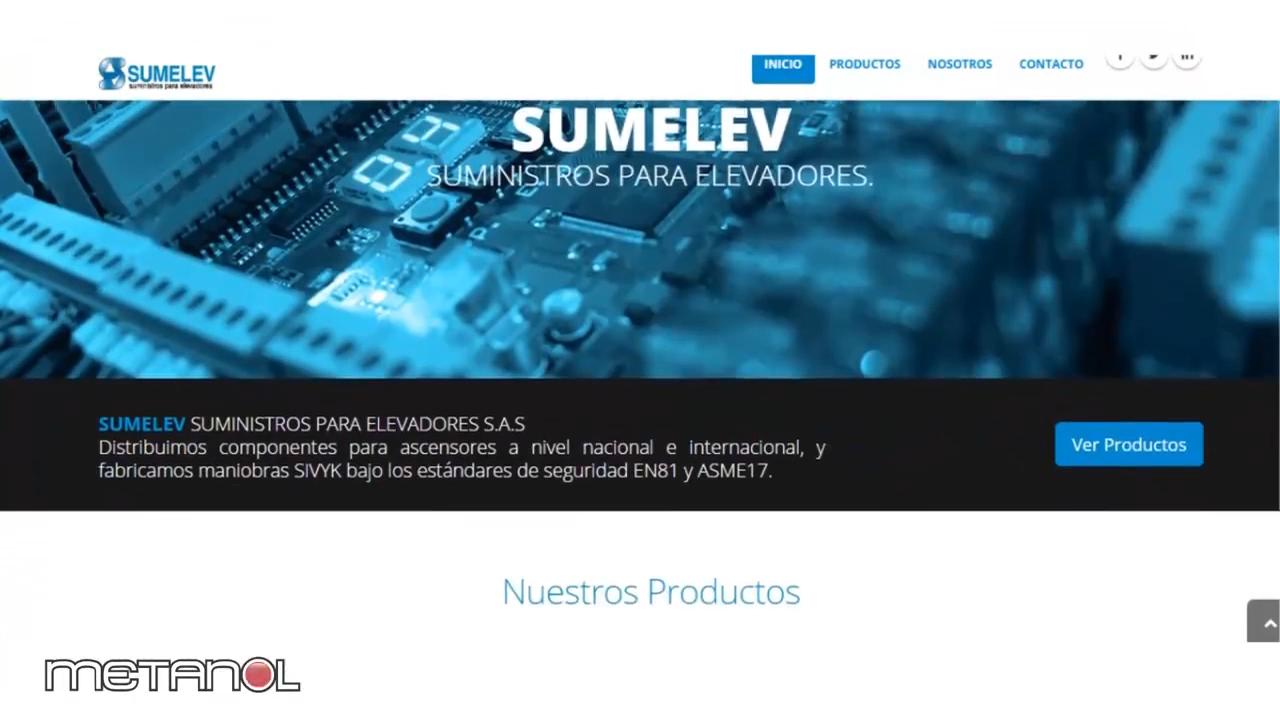 SUMELEV
suministros para elevadores
INICIO PRODUCTOS NOSOTROS CONTACTO
SUMELEV
SUMINISTROS PARA ELEVADORES.
SUMELEV SUMINISTROS PARA ELEVADORES S.A.S
Distribuimos componentes para ascensores a nivel nacional e internacional, y
fabricamos maniobras SIVYK bajo los estándares de seguridad EN81 y ASME17.
Ver Productos
Nuestros Productos
METANOL